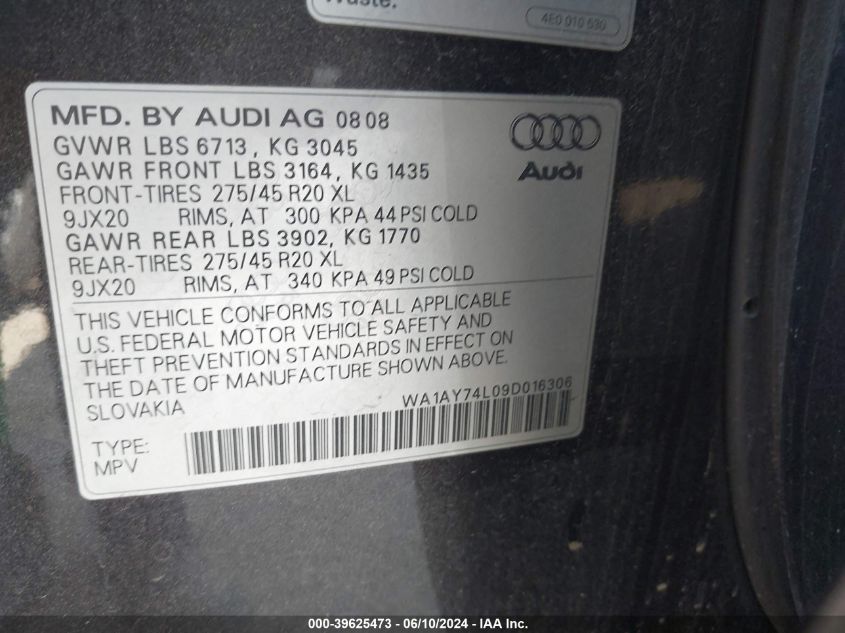 Waste.
4E0 010 530
MFD. BY AUDI AG 0808
GVWR LBS 6713, KG 3045
GAWR FRONT LBS 3164, KG 1435
FRONT-TIRES 275/45 R20 XL
9JX20 RIMS, AT 300 KPA 44 PSI COLD
GAWR REAR LBS 3902, KG 1770
REAR-TIRES 275/45 R20 XL
9JX20 RIMS, AT 340 KPA 49 PSI COLD
Audi
THIS VEHICLE CONFORMS TO ALL APPLICABLE
U.S. FEDERAL MOTOR VEHICLE SAFETY AND
THEFT PREVENTION STANDARDS IN EFFECT ON
THE DATE OF MANUFACTURE SHOWN ABOVE.
SLOVAKIA WA1AY74L09D016306
TYPE:
MPV
000-39625473 - 06/10/2024 - IAA Inc.